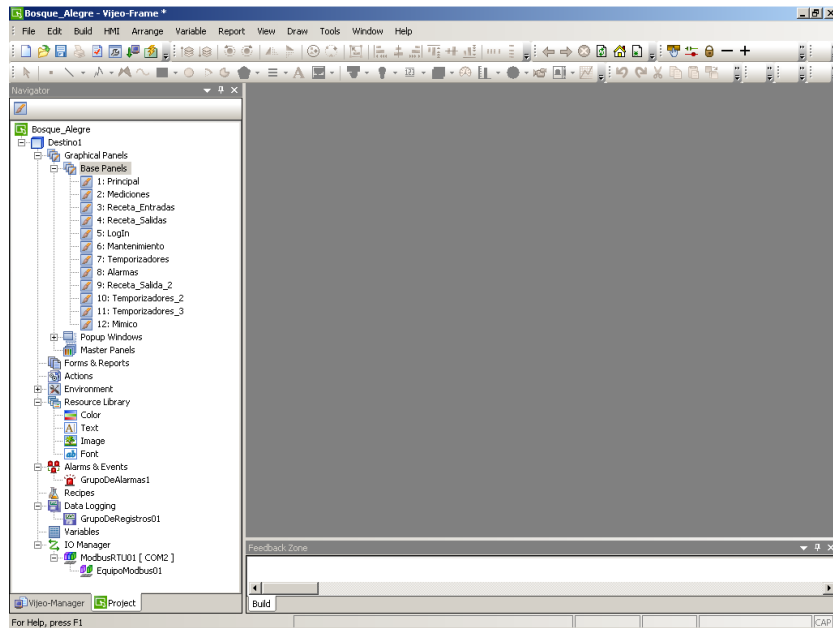 Bosque_Alegre - Vijeo-Frame *
File Edit Build HMI Arrange Variable Report View Draw Tools Window Help
Navigator
Bosque_Alegre
Destino1
Graphical Panels
Base Panels
1: Principal
2: Mediciones
3: Receta_Entradas
4: Receta_Salidas
5: LogIn
6: Mantenimiento
7: Temporizadores
8: Alarmas
9: Receta_Salida_2
10: Temporizadores_2
11: Temporizadores_3
12: Mimico
Popup Windows
Master Panels
Forms & Reports
Actions
Environment
Resource Library
Color
Text
Image
Font
Alarms & Events
GrupoDeAlarmas1
Recipes
Data Logging
GrupoDeRegistros01
Variables
IO Manager
ModbusRTU01 [ COM2 ]
EquipoModbus01
Feedback Zone
Vijeo-Manager Project
Build
For Help, press F1
CAP